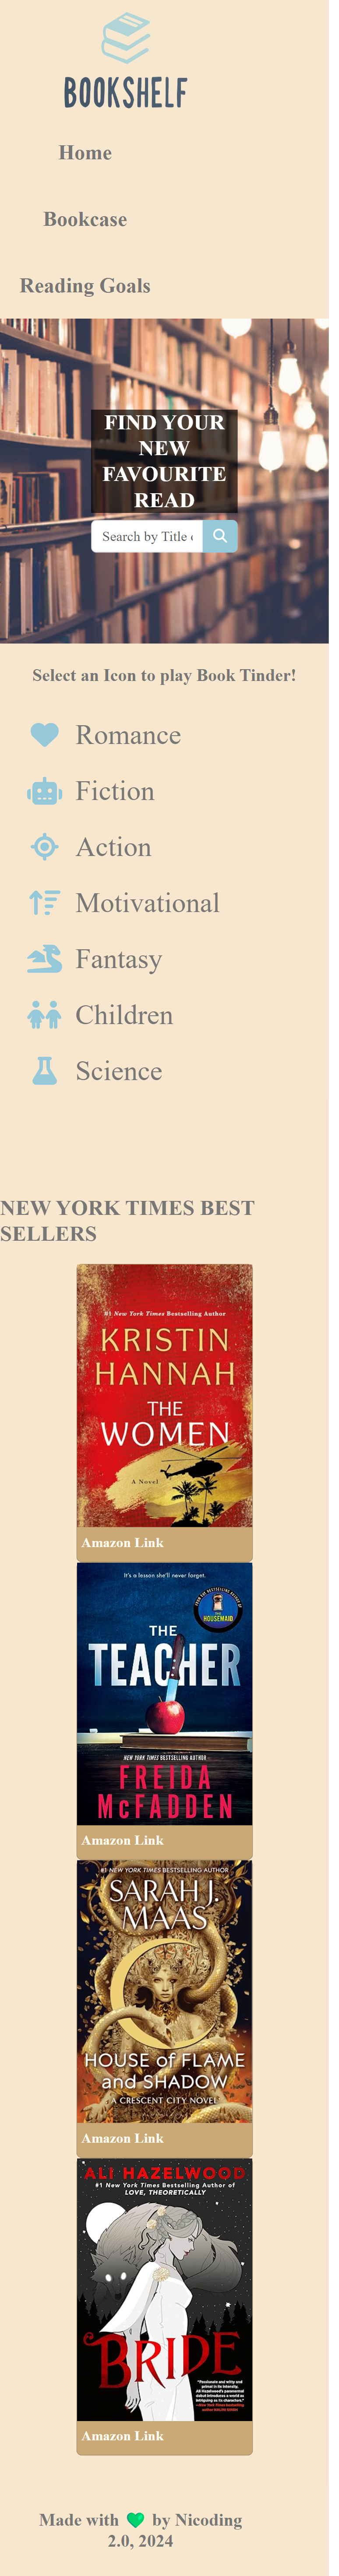 BOOKSHELF
Home
Bookcase
Reading Goals
FIND YOUR
NEW
FAVOURITE
READ
Search by Title
Select an Icon to play Book Tinder!
Romance
Fiction
Action
Motivational
Fantasy
Children
Science
NEW YORK TIMES BEST
SELLERS
#1 New York Times Bestselling Author
KRISTIN
HANNAH
THE
WOMEN
A Novel
Amazon Link
It's a lesson she'll never forget.
HOUSEMAID
THE
TEACHER
NEW YORK TIMES BESTSELLING AUTHOR
FREIDA
McFADDEN
Amazon Link
#1 NEW YORK TIMES BESTSELLING AUTHOR
SARAH J.
MAAS
HOUSE of FLAME
and SHADOW
A CRESCENT CITY NOVEL
Amazon Link
ALI HAZELWOOD
#1 New York Times Bestselling Author of
LOVE, THEORETICALLY
BRIDE
Amazon Link
Made with 💚 by Nicoding
2.0, 2024